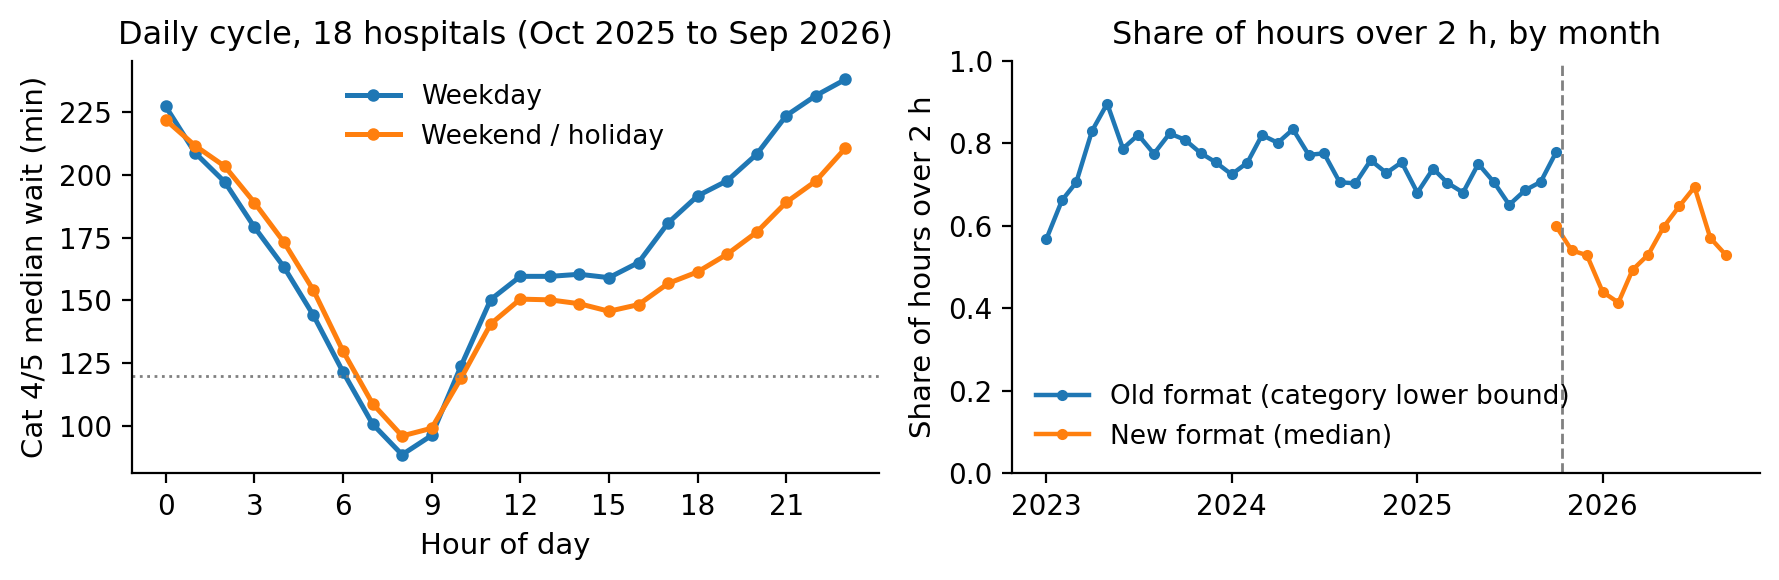 Daily cycle, 18 hospitals (Oct 2025 to Sep 2026)
Cat 4/5 median wait (min)
225
200
175
150
125
100
Weekday
Weekend / holiday
0 3 6 9 12 15 18 21
Hour of day
Share of hours over 2 h, by month
Share of hours over 2 h
1.0
0.8
0.6
0.4
0.2
0.0
Old format (category lower bound)
New format (median)
2023 2024 2025 2026